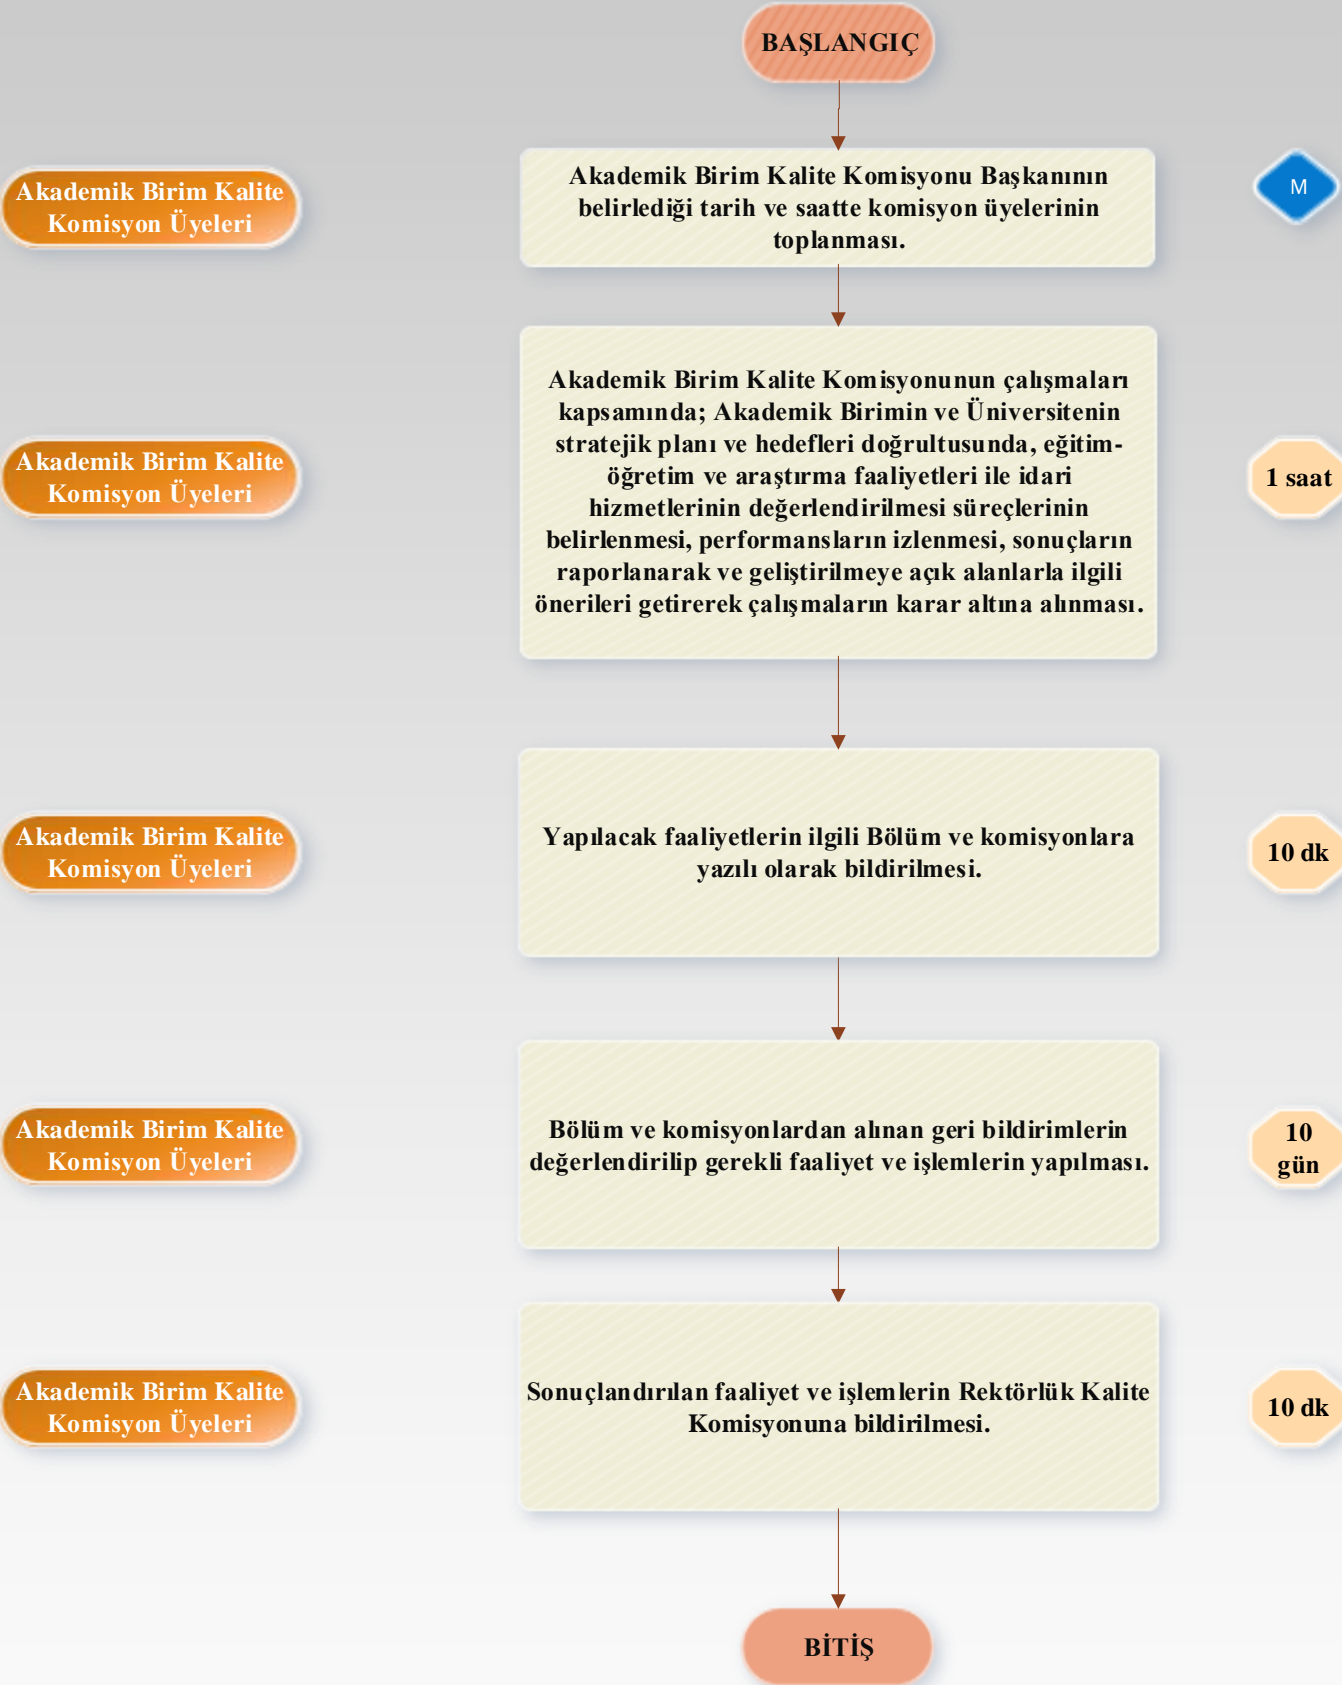 BAŞLANGIÇ
Akademik Birim Kalite
Komisyon Üyeleri
Akademik Birim Kalite Komisyonu Başkanının
belirlediği tarih ve saatte komisyon üyelerinin
toplanması.
M
Akademik Birim Kalite
Komisyon Üyeleri
Akademik Birim Kalite Komisyonunun çalışmaları
kapsamında; Akademik Birimin ve Üniversitenin
stratejik planı ve hedefleri doğrultusunda, eğitim-
öğretim ve araştırma faaliyetleri ile idari
hizmetlerinin değerlendirilmesi süreçlerinin
belirlenmesi, performansların izlenmesi, sonuçların
raporlanarak ve geliştirilmeye açık alanlarla ilgili
önerileri getirerek çalışmaların karar altına alınması.
1 saat
Akademik Birim Kalite
Komisyon Üyeleri
Yapılacak faaliyetlerin ilgili Bölüm ve komisyonlara
yazılı olarak bildirilmesi.
10 dk
Akademik Birim Kalite
Komisyon Üyeleri
Bölüm ve komisyonlardan alınan geri bildirimlerin
değerlendirilip gerekli faaliyet ve işlemlerin yapılması.
10
gün
Akademik Birim Kalite
Komisyon Üyeleri
Sonuçlandırılan faaliyet ve işlemlerin Rektörlük Kalite
Komisyonuna bildirilmesi.
10 dk
BİTİŞ